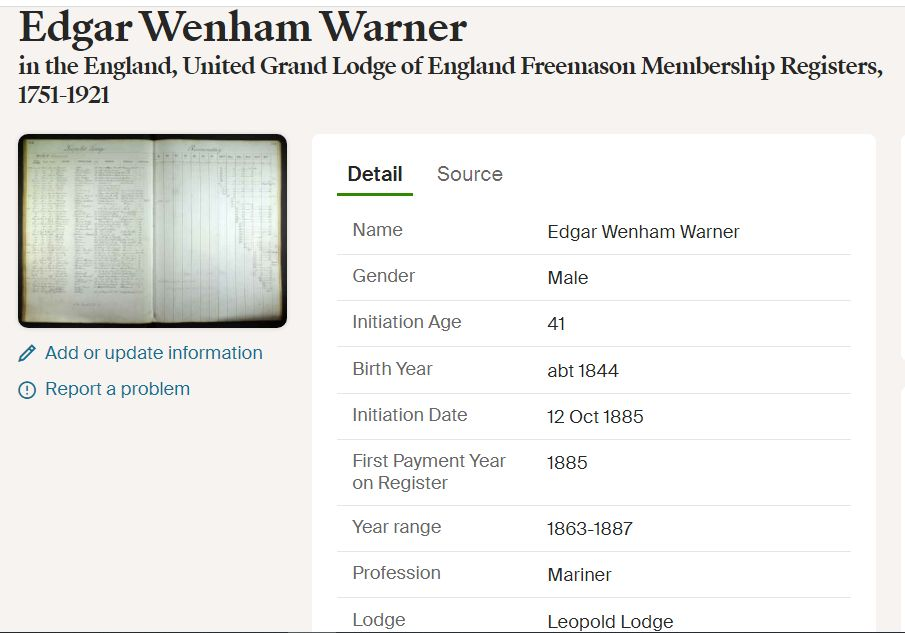 Edgar Wenham Warner
in the England, United Grand Lodge of England Freemason Membership Registers,
1751-1921
Add or update information
Report a problem
Detail
Source
Name
Edgar Wenham Warner
Gender
Male
Initiation Age
41
Birth Year
abt 1844
Initiation Date
12 Oct 1885
First Payment Year
on Register
1885
Year range
1863-1887
Profession
Mariner
Lodge
Leopold Lodge